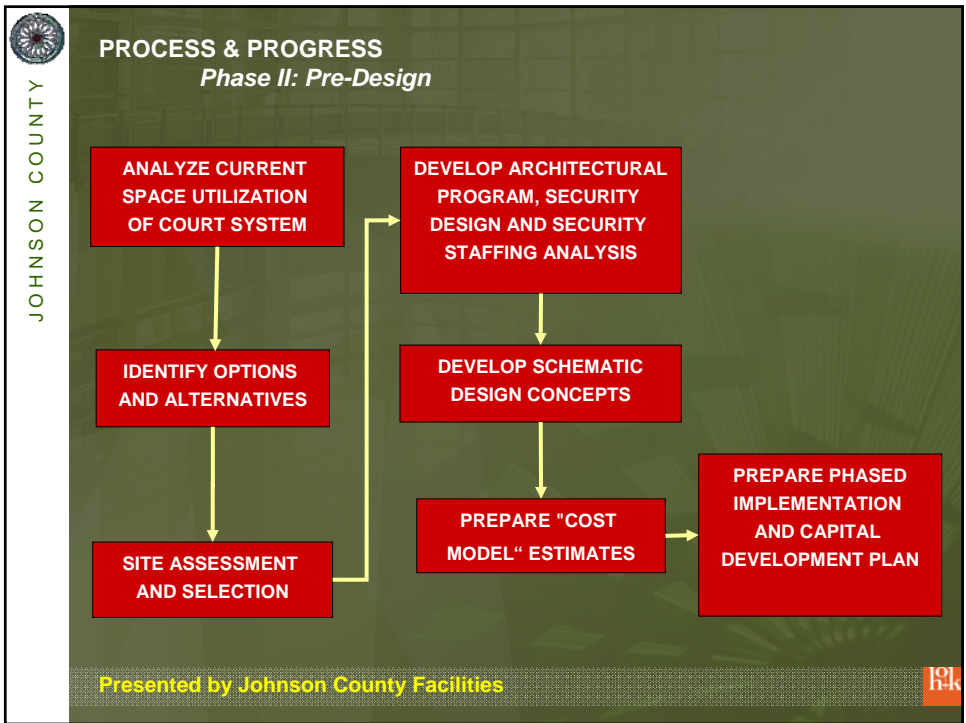 JOHNSON COUNTY
PROCESS & PROGRESS
Phase II: Pre-Design
ANALYZE CURRENT
SPACE UTILIZATION
OF COURT SYSTEM
IDENTIFY OPTIONS
AND ALTERNATIVES
SITE ASSESSMENT
AND SELECTION
DEVELOP ARCHITECTURAL
PROGRAM, SECURITY
DESIGN AND SECURITY
STAFFING ANALYSIS
DEVELOP SCHEMATIC
DESIGN CONCEPTS
PREPARE "COST
MODEL“ ESTIMATES
PREPARE PHASED
IMPLEMENTATION
AND CAPITAL
DEVELOPMENT PLAN
Presented by Johnson County Facilities
hok